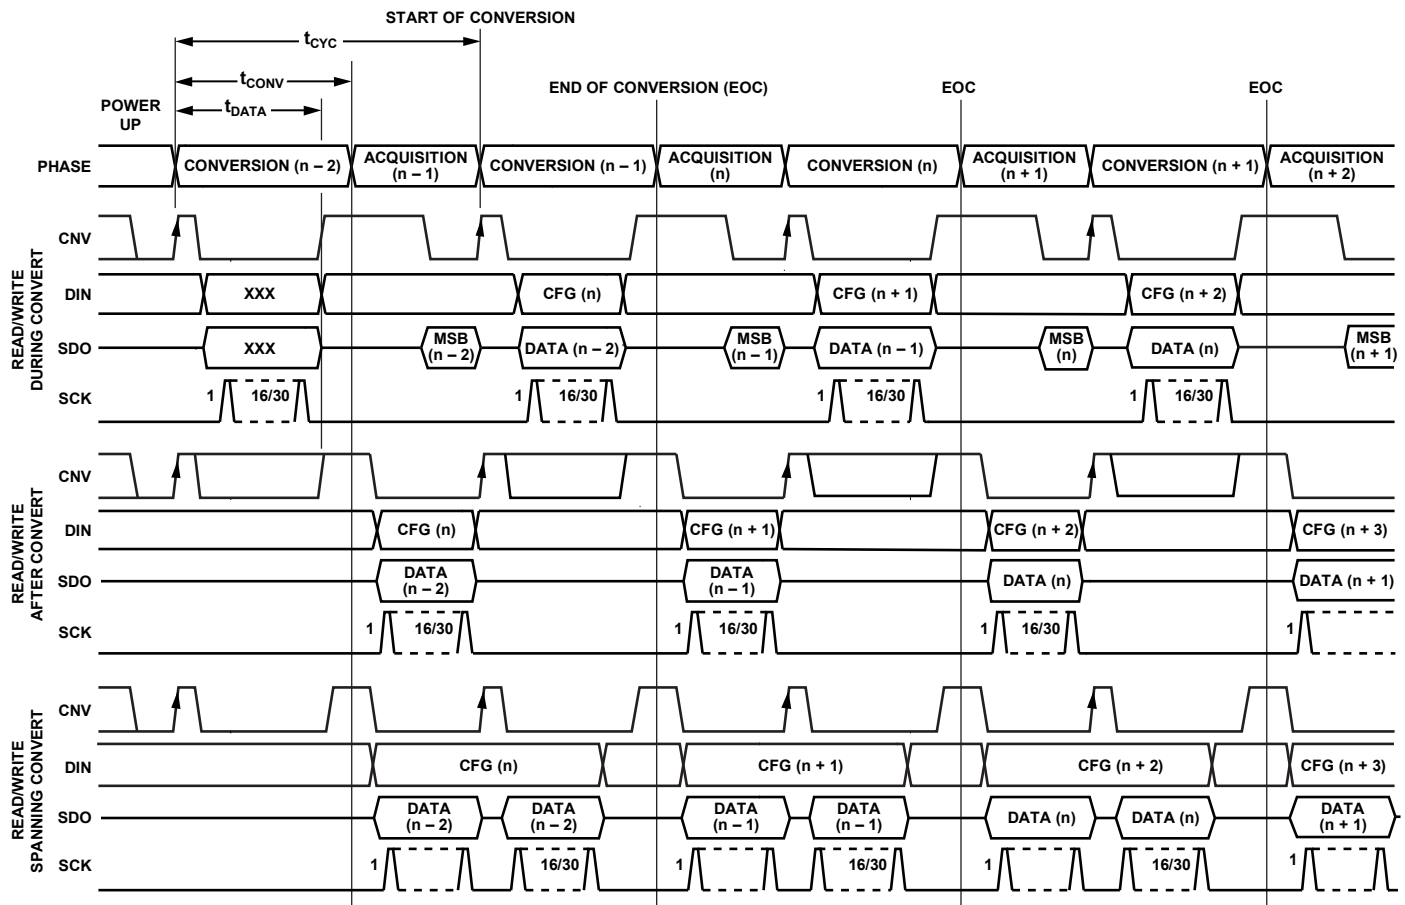 START OF CONVERSION
tCYC
tCONV
tDATA
END OF CONVERSION (EOC)
EOC
EOC
POWER
UP
PHASE
CONVERSION (n – 2)
ACQUISITION
(n – 1)
CONVERSION (n – 1)
ACQUISITION
(n)
CONVERSION (n)
ACQUISITION
(n + 1)
CONVERSION (n + 1)
ACQUISITION
(n + 2)
READ/WRITE
DURING CONVERT
CNV
DIN
XXX
CFG (n)
CFG (n + 1)
CFG (n + 2)
SDO
XXX
MSB
(n – 2)
DATA (n – 2)
MSB
(n – 1)
DATA (n – 1)
MSB
(n)
DATA (n)
MSB
(n + 1)
SCK
1
16/30
1
16/30
1
16/30
1
16/30
READ/WRITE
AFTER CONVERT
CNV
DIN
CFG (n)
CFG (n + 1)
CFG (n + 2)
CFG (n + 3)
SDO
DATA
(n – 2)
DATA
(n – 1)
DATA (n)
DATA (n + 1)
SCK
1
16/30
1
16/30
1
16/30
1
READ/WRITE
SPANNING CONVERT
CNV
DIN
CFG (n)
CFG (n + 1)
CFG (n + 2)
CFG (n + 3)
SDO
DATA
(n – 2)
DATA
(n – 2)
DATA
(n – 1)
DATA
(n – 1)
DATA (n)
DATA (n)
DATA
(n + 1)
SCK
1
16/30
1
16/30
1
16/30
1